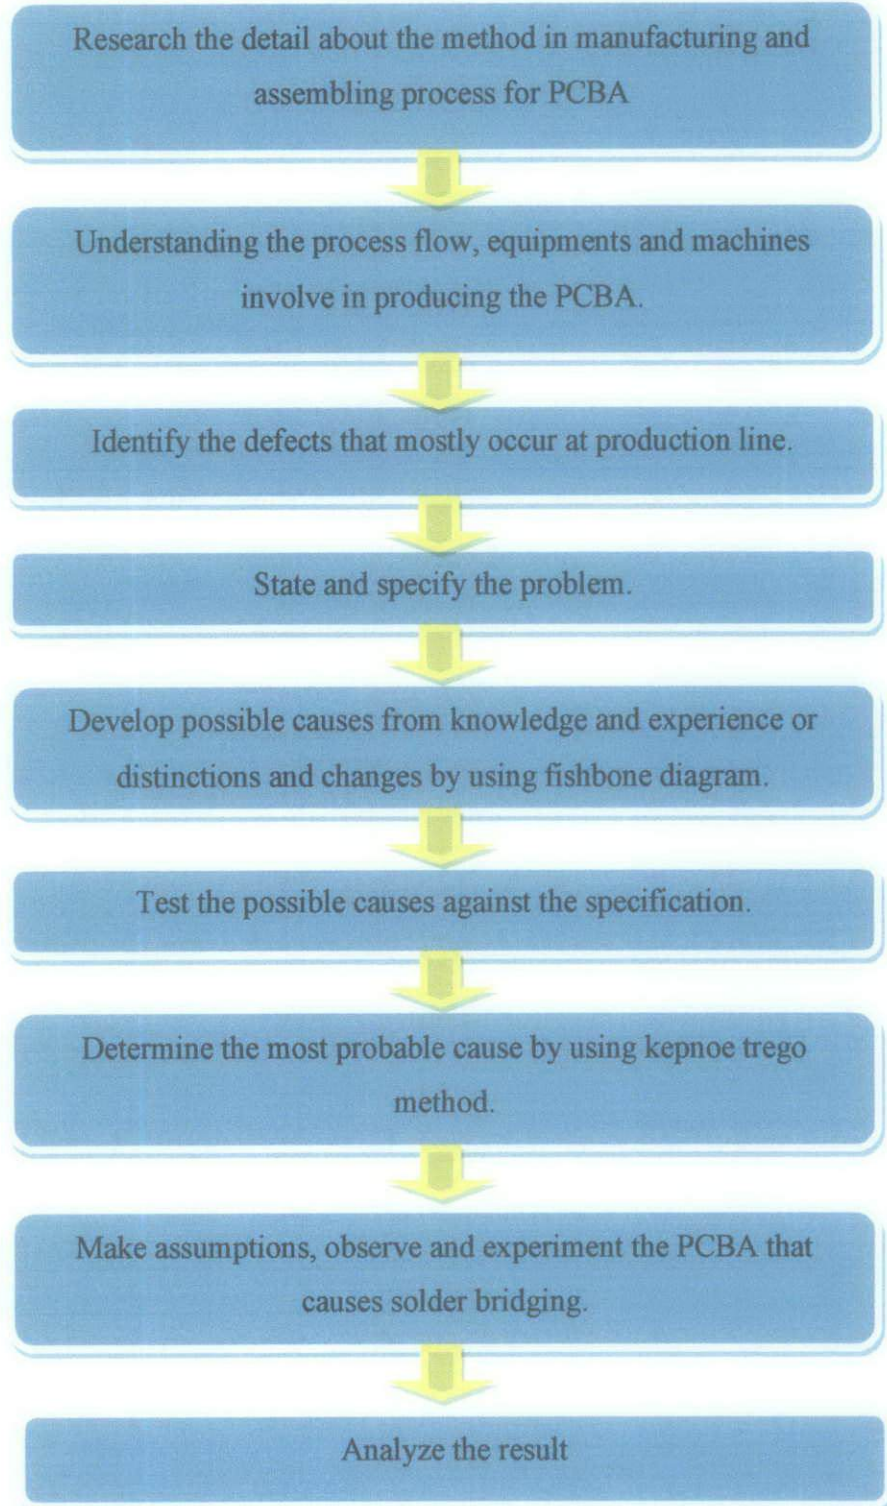 Research the detail about the method in manufacturing and
assembling process for PCBA
Understanding the process flow, equipments and machines
involve in producing the PCBA.
Identify the defects that mostly occur at production line.
State and specify the problem.
Develop possible causes from knowledge and experience or
distinctions and changes by using fishbone diagram.
Test the possible causes against the specification.
Determine the most probable cause by using kepnoe trego
method.
Make assumptions, observe and experiment the PCBA that
causes solder bridging.
Analyze the result